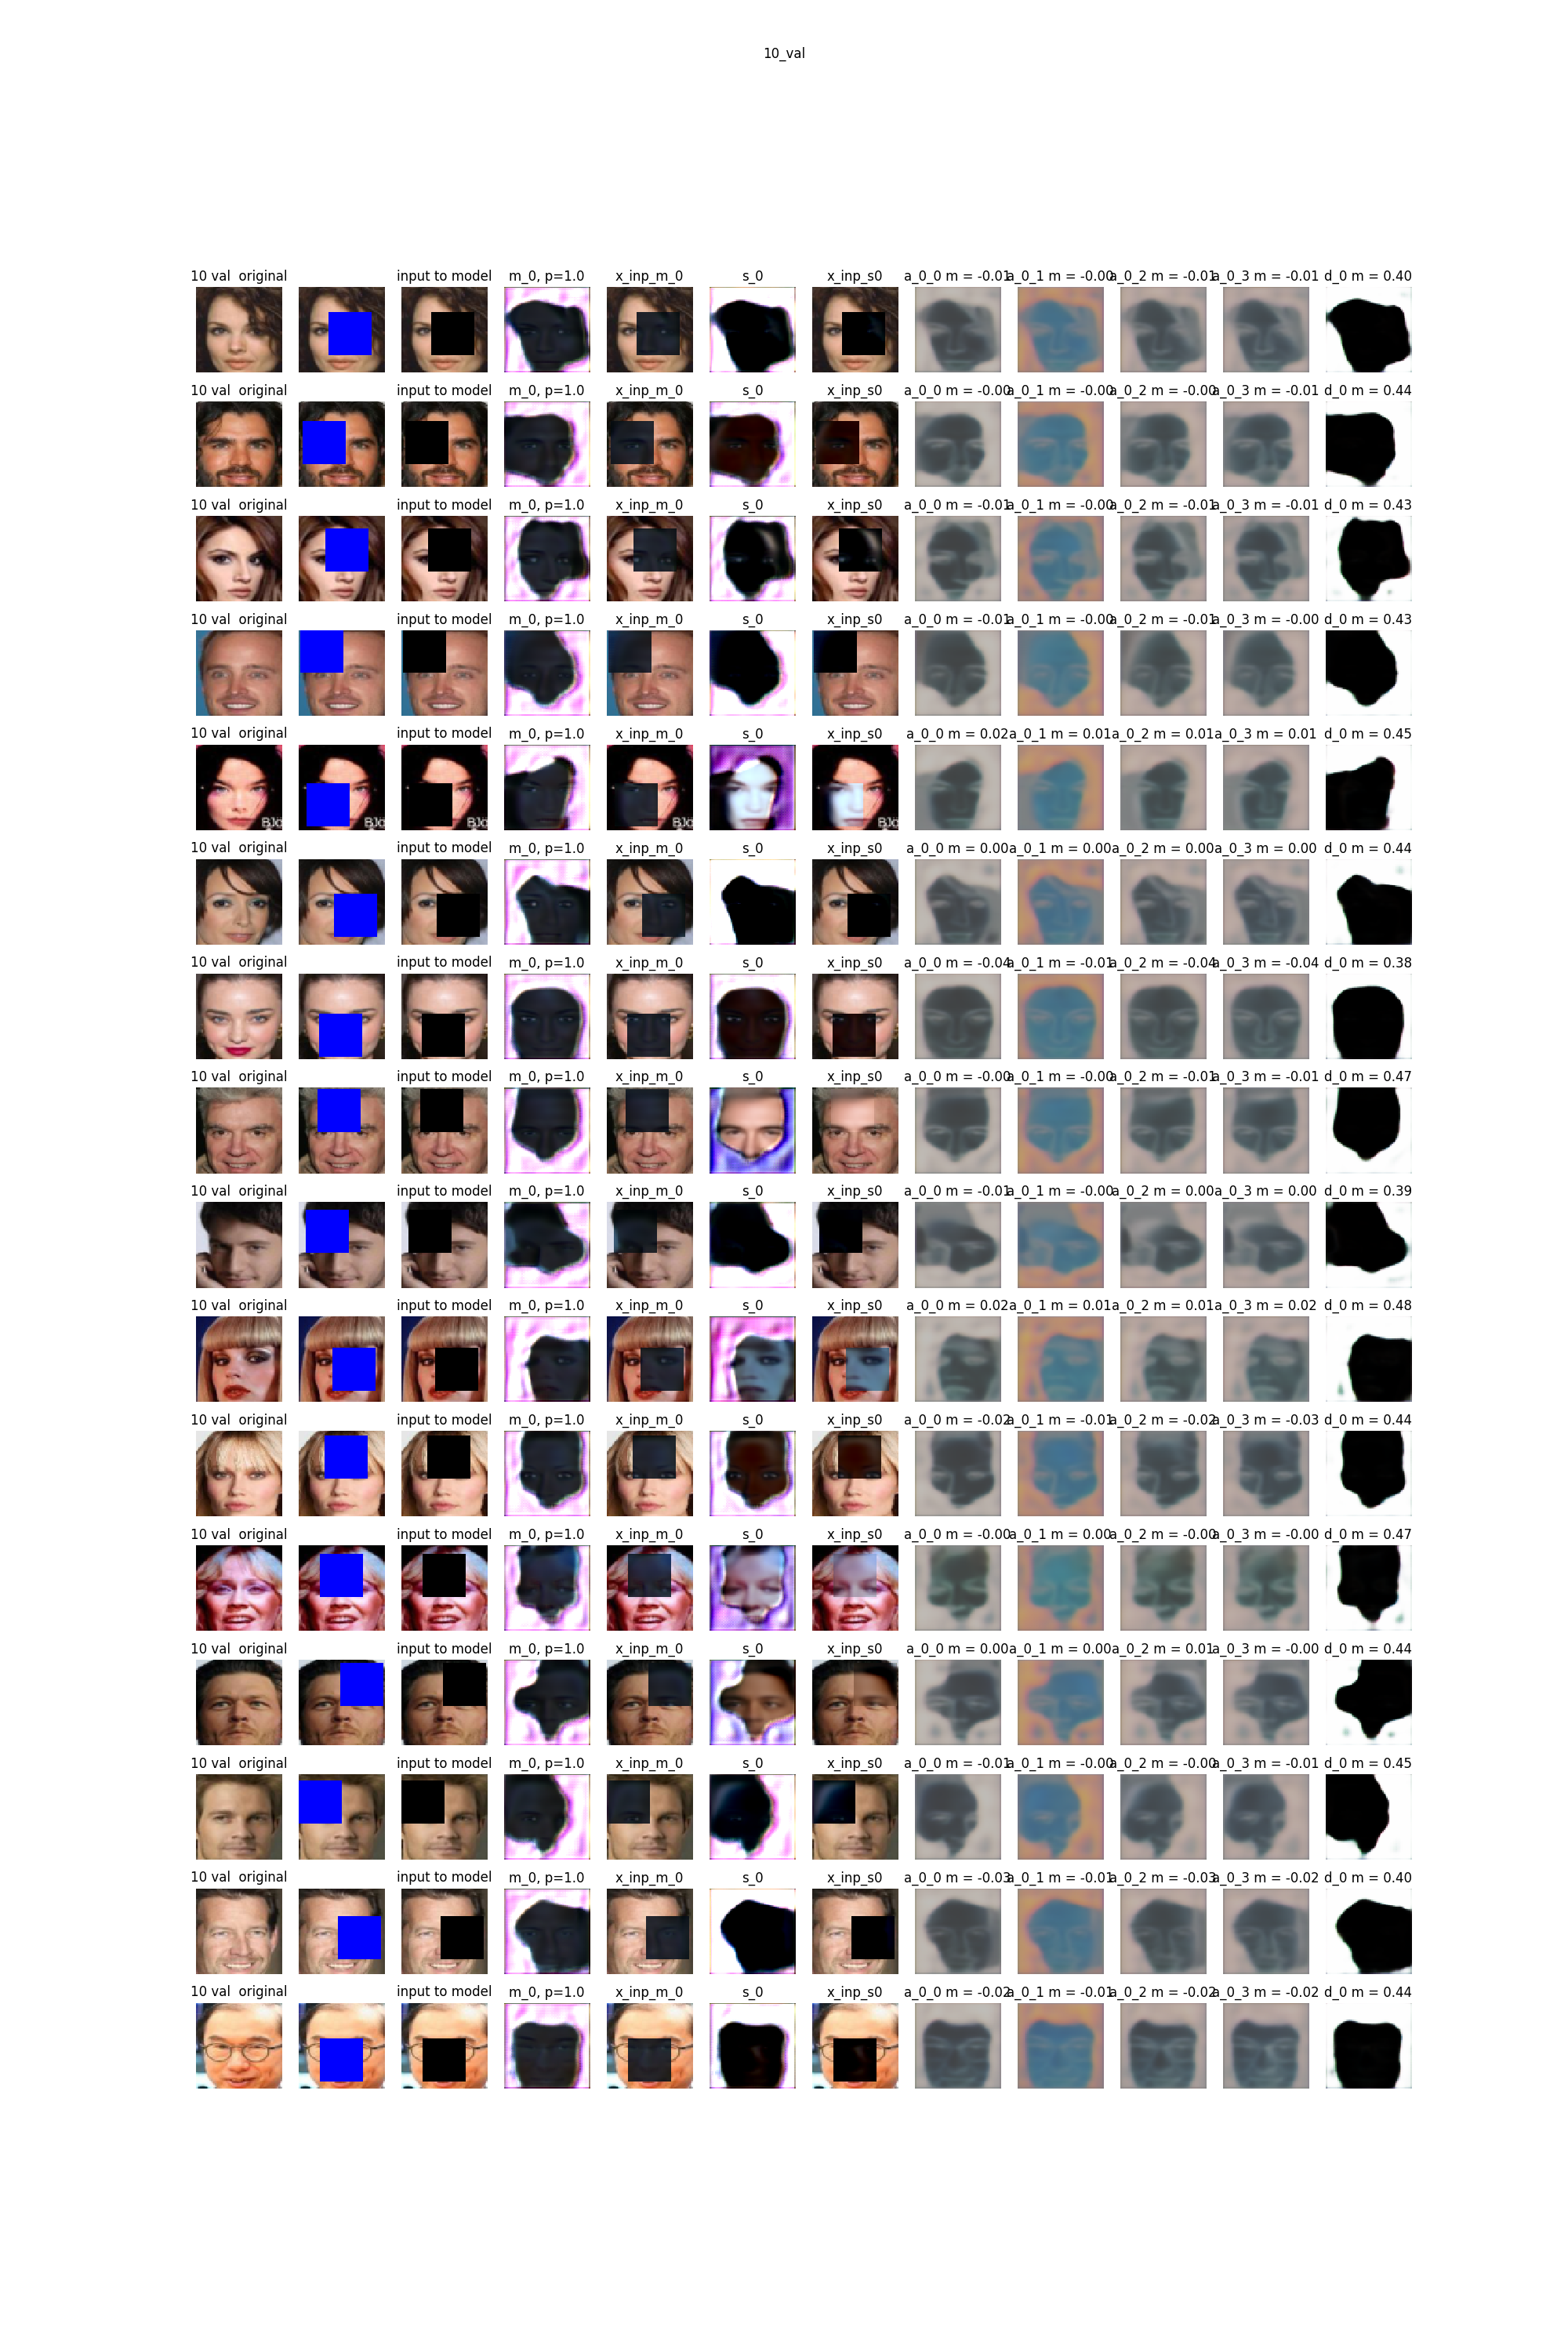 10_val
10 val  original input to model m_0, p=1.0 x_inp_m_0 s_0 x_inp_s0 a_0_0 m = -0.01 a_0_1 m = -0.00 a_0_2 m = -0.01 a_0_3 m = -0.01 d_0 m = 0.40
10 val  original input to model m_0, p=1.0 x_inp_m_0 s_0 x_inp_s0 a_0_0 m = -0.00 a_0_1 m = -0.00 a_0_2 m = -0.00 a_0_3 m = -0.01 d_0 m = 0.44
10 val  original input to model m_0, p=1.0 x_inp_m_0 s_0 x_inp_s0 a_0_0 m = -0.01 a_0_1 m = -0.00 a_0_2 m = -0.01 a_0_3 m = -0.01 d_0 m = 0.43
10 val  original input to model m_0, p=1.0 x_inp_m_0 s_0 x_inp_s0 a_0_0 m = -0.01 a_0_1 m = -0.00 a_0_2 m = -0.01 a_0_3 m = -0.00 d_0 m = 0.43
10 val  original input to model m_0, p=1.0 x_inp_m_0 s_0 x_inp_s0 a_0_0 m = 0.02 a_0_1 m = 0.01 a_0_2 m = 0.01 a_0_3 m = 0.01 d_0 m = 0.45
10 val  original input to model m_0, p=1.0 x_inp_m_0 s_0 x_inp_s0 a_0_0 m = 0.00 a_0_1 m = 0.00 a_0_2 m = 0.00 a_0_3 m = 0.00 d_0 m = 0.44
10 val  original input to model m_0, p=1.0 x_inp_m_0 s_0 x_inp_s0 a_0_0 m = -0.04 a_0_1 m = -0.01 a_0_2 m = -0.04 a_0_3 m = -0.04 d_0 m = 0.38
10 val  original input to model m_0, p=1.0 x_inp_m_0 s_0 x_inp_s0 a_0_0 m = -0.00 a_0_1 m = -0.00 a_0_2 m = -0.01 a_0_3 m = -0.01 d_0 m = 0.47
10 val  original input to model m_0, p=1.0 x_inp_m_0 s_0 x_inp_s0 a_0_0 m = -0.01 a_0_1 m = -0.00 a_0_2 m = 0.00 a_0_3 m = 0.00 d_0 m = 0.39
10 val  original input to model m_0, p=1.0 x_inp_m_0 s_0 x_inp_s0 a_0_0 m = 0.02 a_0_1 m = 0.01 a_0_2 m = 0.01 a_0_3 m = 0.02 d_0 m = 0.48
10 val  original input to model m_0, p=1.0 x_inp_m_0 s_0 x_inp_s0 a_0_0 m = -0.02 a_0_1 m = -0.01 a_0_2 m = -0.02 a_0_3 m = -0.03 d_0 m = 0.44
10 val  original input to model m_0, p=1.0 x_inp_m_0 s_0 x_inp_s0 a_0_0 m = -0.00 a_0_1 m = 0.00 a_0_2 m = -0.00 a_0_3 m = -0.00 d_0 m = 0.47
10 val  original input to model m_0, p=1.0 x_inp_m_0 s_0 x_inp_s0 a_0_0 m = 0.00 a_0_1 m = 0.00 a_0_2 m = 0.01 a_0_3 m = -0.00 d_0 m = 0.44
10 val  original input to model m_0, p=1.0 x_inp_m_0 s_0 x_inp_s0 a_0_0 m = -0.01 a_0_1 m = -0.00 a_0_2 m = -0.00 a_0_3 m = -0.01 d_0 m = 0.45
10 val  original input to model m_0, p=1.0 x_inp_m_0 s_0 x_inp_s0 a_0_0 m = -0.03 a_0_1 m = -0.01 a_0_2 m = -0.03 a_0_3 m = -0.02 d_0 m = 0.40
10 val  original input to model m_0, p=1.0 x_inp_m_0 s_0 x_inp_s0 a_0_0 m = -0.02 a_0_1 m = -0.01 a_0_2 m = -0.02 a_0_3 m = -0.02 d_0 m = 0.44